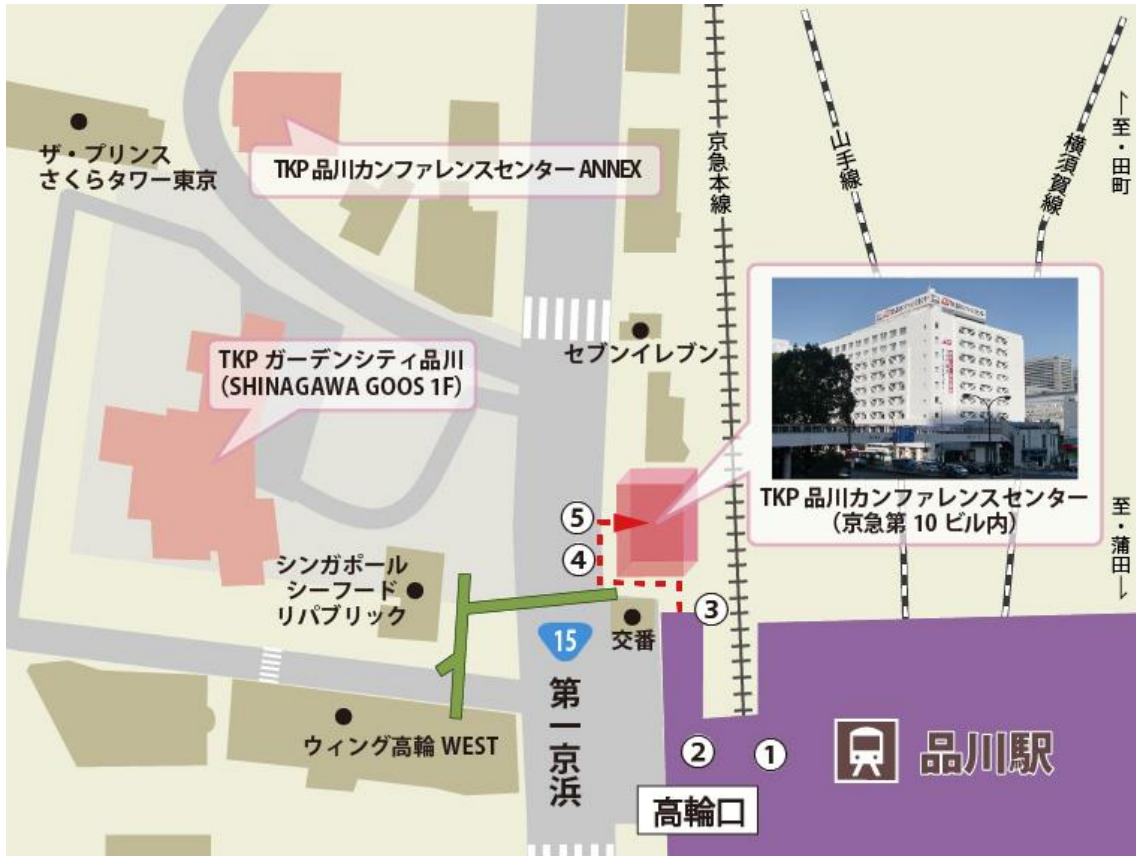 ザ・プリンス
さくらタワー東京
TKP 品川カンファレンスセンター ANNEX
京急本線
山手線
横須賀線
至・田町
TKP ガーデンシティ品川
(SHINAGAWA GOOS 1F)
セブンイレブン
TKP 品川カンファレンスセンター
(京急第 10 ビル内)
至・蒲田
シンガポール
シーフード
リパブリック
⑤
④
③
交番
15
第一京浜
ウィング高輪 WEST
②
①
品川駅
高輪口